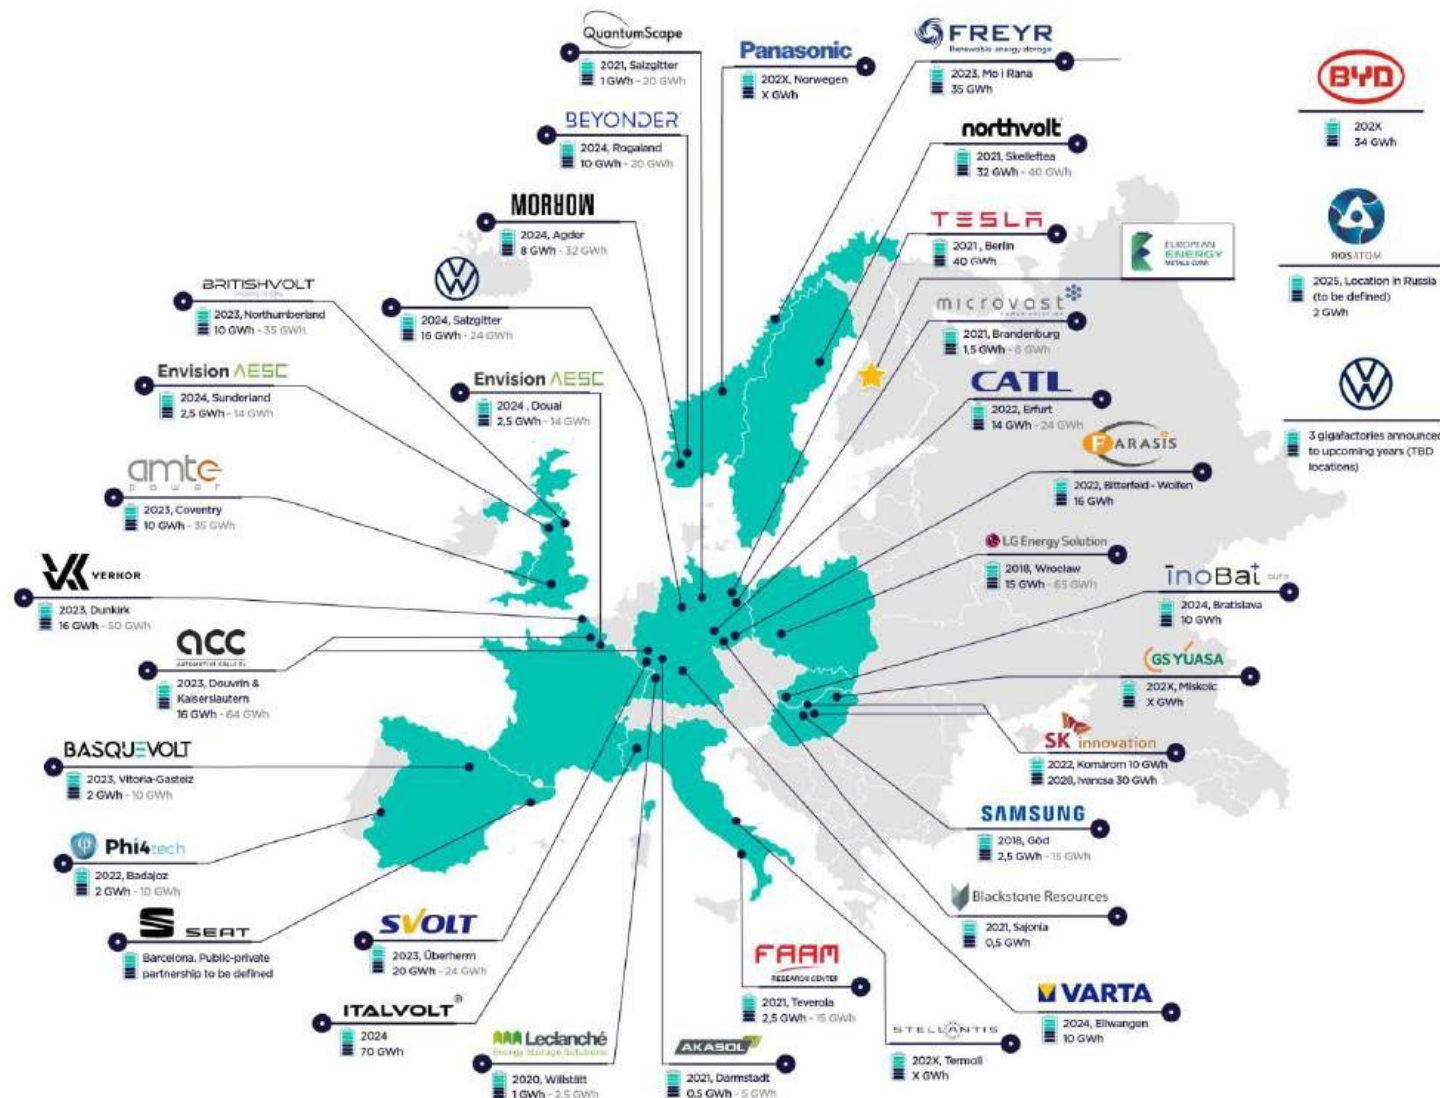 QuantumScape
2021, Salzgitter
1 GWh - 20 GWh
Panasonic
202X, Norwegen
X GWh
FREYR
Renewable energy storage
2023, Mo i Rana
35 GWh
BYD
202X
34 GWh
BEYONDER
2024, Rogaland
10 GWh - 20 GWh
northvolt
2021, Skelleftea
32 GWh - 40 GWh
MORROW
2024, Agder
8 GWh - 32 GWh
TESLA
2021 , Berlin
40 GWh
EUROPEAN
ENERGY
METALS CORP.
ROSATOM
2025, Location in Russia
(to be defined)
2 GWh
BRITISHVOLT
2023, Northumberland
10 GWh - 35 GWh
2024, Salzgitter
16 GWh - 24 GWh
microvast
2021, Brandenburg
1,5 GWh - 6 GWh
Envision AESC
2024, Sunderland
2,5 GWh - 14 GWh
Envision AESC
2024 , Douai
2,5 GWh - 14 GWh
CATL
2022, Erfurt
14 GWh - 24 GWh
3 gigafactories announced
to upcoming years (TBD
locations)
FARASIS
2022, Bitterfeld - Wolfen
16 GWh
amte
power
2023, Coventry
10 GWh - 35 GWh
LG Energy Solution
2018, Wroclaw
15 GWh - 65 GWh
VERKOR
2023, Dunkirk
16 GWh - 50 GWh
inoBat auto
2024, Bratislava
10 GWh
acc
AUTOMOTIVE CELLS Co
2023, Douvrin &
Kaiserslautern
16 GWh - 64 GWh
GS YUASA
202X, Miskolc
X GWh
BASQUEVOLT
2023, Vitoria-Gasteiz
2 GWh - 10 GWh
SK innovation
2022, Komárom 10 GWh
2028, Ivancsa 30 GWh
Phi4tech
2022, Badajoz
2 GWh - 10 GWh
SAMSUNG
2018, Göd
2,5 GWh - 15 GWh
SEAT
Barcelona. Public-private
partnership to be defined
SVOLT
2023, Überherrn
20 GWh - 24 GWh
Blackstone Resources
2021, Sajonia
0,5 GWh
FAAM
RESEARCH CENTER
2021, Teverola
2,5 GWh - 15 GWh
VARTA
2024, Ellwangen
10 GWh
ITALVOLT®
2024
70 GWh
Leclanché
Energy Storage Solutions
2020, Willstätt
1 GWh - 2,5 GWh
AKASOL
2021, Darmstadt
0,5 GWh - 5 GWh
STELLANTIS
202X, Termoli
X GWh